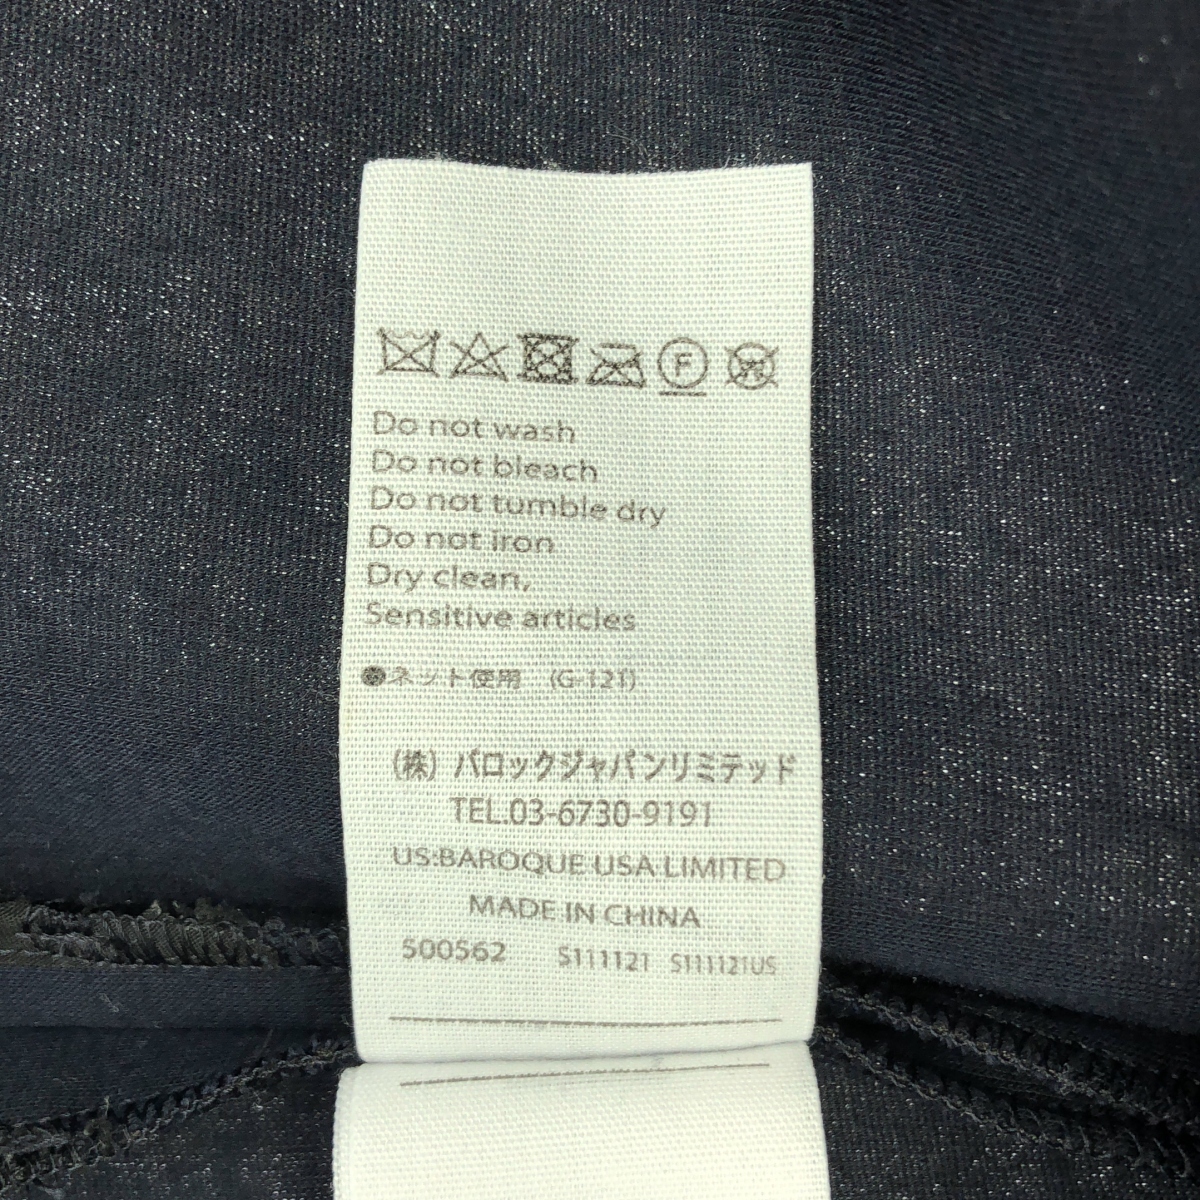 F W
Do not wash
Do not bleach
Do not tumble dry
Do not iron
Dry clean,
Sensitive articles
●ネット使用 (G-121)
(株) バロックジャパンリミテッド
TEL.03-6730-9191
US:BAROQUE USA LIMITED
MADE IN CHINA
500562 S111121 S111121US